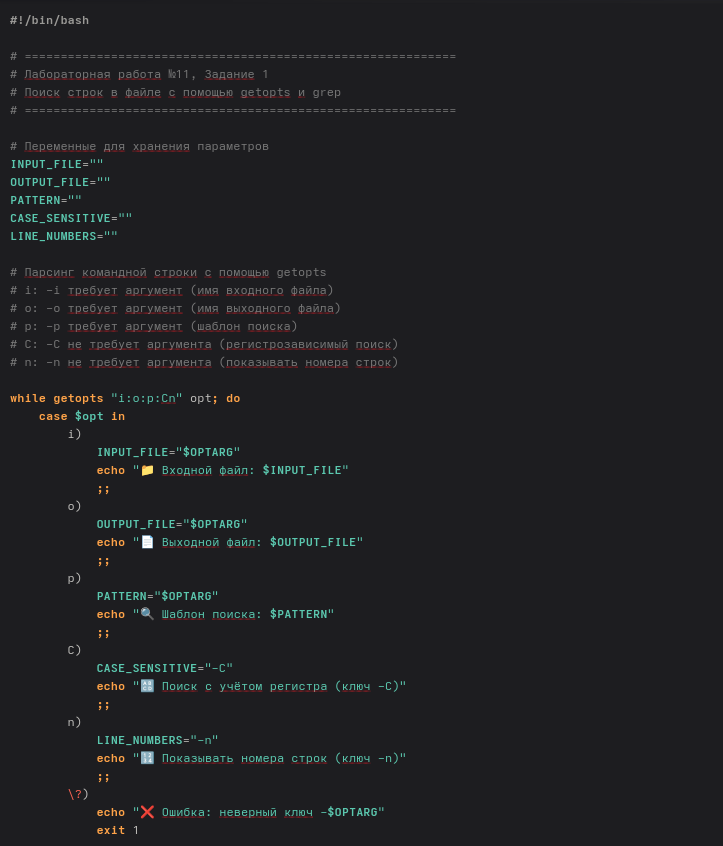 #!/bin/bash
# ============================================================
# Лабораторная работа №11, Задание 1
# Поиск строк в файле с помощью getopts и grep
# ============================================================
# Переменные для хранения параметров
INPUT_FILE=""
OUTPUT_FILE=""
PATTERN=""
CASE_SENSITIVE=""
LINE_NUMBERS=""
# Парсинг командной строки с помощью getopts
# i: -i требует аргумент (имя входного файла)
# o: -o требует аргумент (имя выходного файла)
# p: -p требует аргумент (шаблон поиска)
# C: -C не требует аргумента (регистрозависимый поиск)
# n: -n не требует аргумента (показывать номера строк)
while getopts "i:o:p:Cn" opt; do
    case $opt in
        i)
            INPUT_FILE="$OPTARG"
            echo "📁 Входной файл: $INPUT_FILE"
            ;;
        o)
            OUTPUT_FILE="$OPTARG"
            echo "📄 Выходной файл: $OUTPUT_FILE"
            ;;
        p)
            PATTERN="$OPTARG"
            echo "🔍 Шаблон поиска: $PATTERN"
            ;;
        C)
            CASE_SENSITIVE="-C"
            echo "🔠 Поиск с учётом регистра (ключ -C)"
            ;;
        n)
            LINE_NUMBERS="-n"
            echo "🔢 Показывать номера строк (ключ -n)"
            ;;
        \?)
            echo "❌ Ошибка: неверный ключ -$OPTARG"
            exit 1